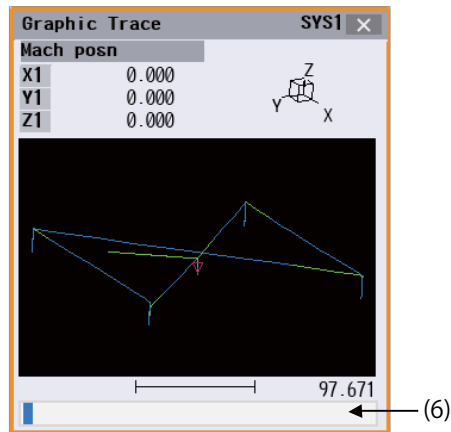 Graphic Trace SYS1
Mach posn
X1 0.000
Y1 0.000
Z1 0.000
Z
Y
X
97.671
(6)